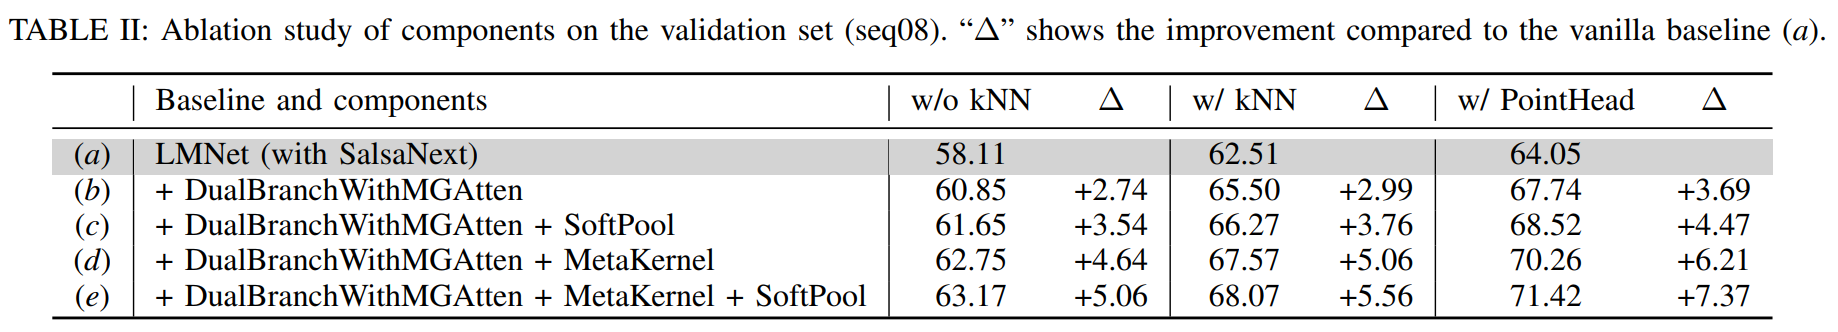 TABLE II: Ablation study of components on the validation set (seq08). “Δ” shows the improvement compared to the vanilla baseline (a).
Baseline and components w/o kNN Δ w/ kNN Δ w/ PointHead Δ
(a) LMNet (with SalsaNext) 58.11 62.51 64.05
(b) + DualBranchWithMGAtten 60.85 +2.74 65.50 +2.99 67.74 +3.69
(c) + DualBranchWithMGAtten + SoftPool 61.65 +3.54 66.27 +3.76 68.52 +4.47
(d) + DualBranchWithMGAtten + MetaKernel 62.75 +4.64 67.57 +5.06 70.26 +6.21
(e) + DualBranchWithMGAtten + MetaKernel + SoftPool 63.17 +5.06 68.07 +5.56 71.42 +7.37